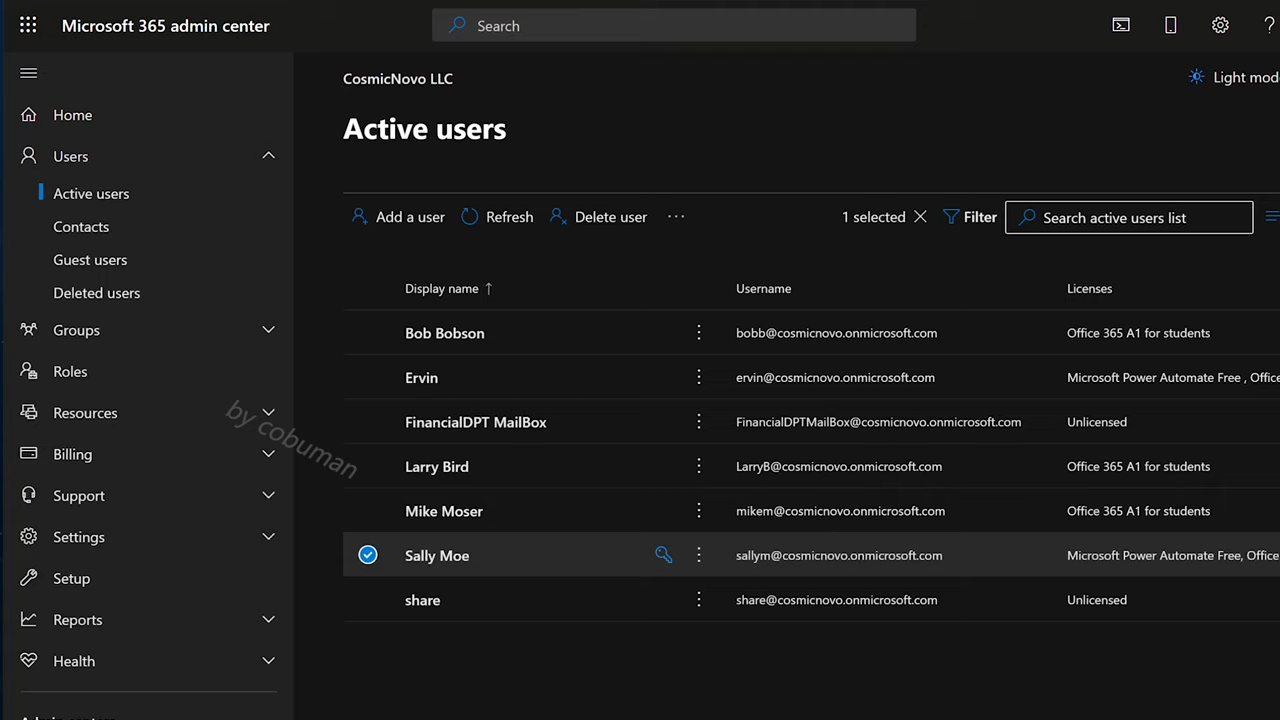 Microsoft 365 admin center
Search
?
CosmicNovo LLC
Light mod
Active users
Home
Users
Active users
Contacts
Guest users
Deleted users
Groups
Roles
Resources
Billing
Support
Settings
Setup
Reports
Health
Add a user
Refresh
Delete user
...
1 selected
Filter
Search active users list
Display name ↑ Username Licenses
Bob Bobson bobb@cosmicnovo.onmicrosoft.com Office 365 A1 for students
Ervin ervin@cosmicnovo.onmicrosoft.com Microsoft Power Automate Free , Office
FinancialDPT MailBox FinancialDPTMailBox@cosmicnovo.onmicrosoft.com Unlicensed
Larry Bird LarryB@cosmicnovo.onmicrosoft.com Office 365 A1 for students
Mike Moser mikem@cosmicnovo.onmicrosoft.com Office 365 A1 for students
Sally Moe sallym@cosmicnovo.onmicrosoft.com Microsoft Power Automate Free, Office
share share@cosmicnovo.onmicrosoft.com Unlicensed
by cobuman